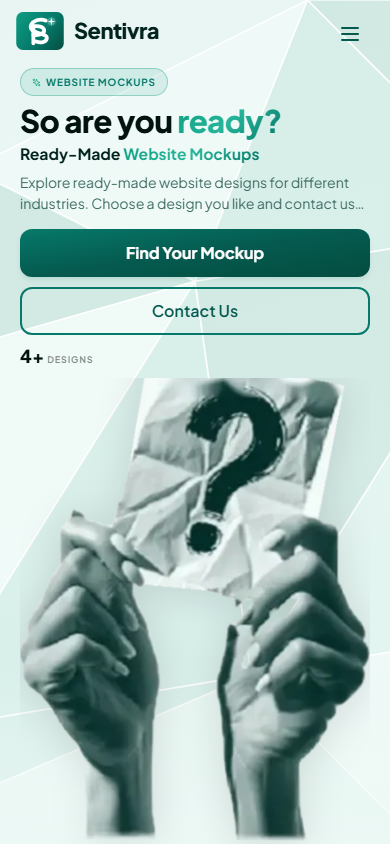 Sentivra
WEBSITE MOCKUPS
So are you ready?
Ready-Made Website Mockups
Explore ready-made website designs for different
industries. Choose a design you like and contact us...
Find Your Mockup
Contact Us
4+ DESIGNS
?